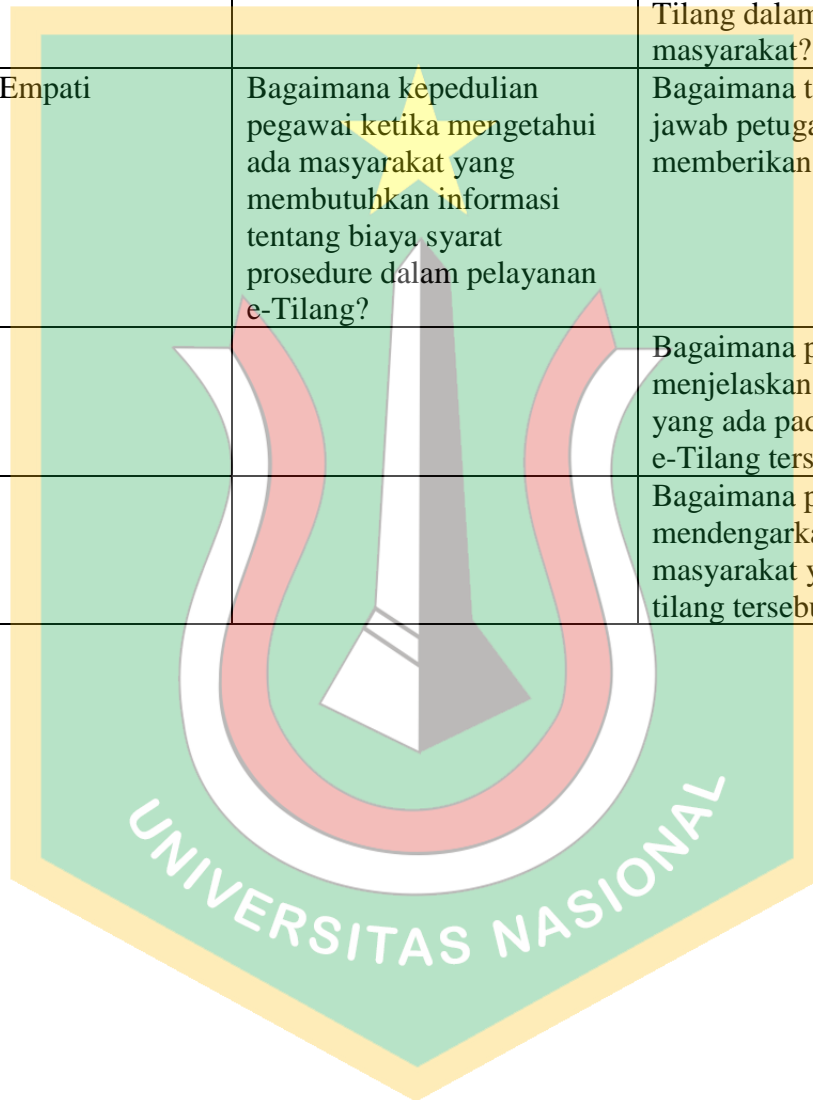 Tilang dalam
masyarakat?
Empati
Bagaimana kepedulian
pegawai ketika mengetahui
ada masyarakat yang
membutuhkan informasi
tentang biaya syarat
prosedure dalam pelayanan
e-Tilang?
Bagaimana
jawab
memberikan
Bagaimana
menjelaskan
yang ada
e-Tilang
Bagaimana
masyarakat
tilang
UNIVERSITAS NASIONAL